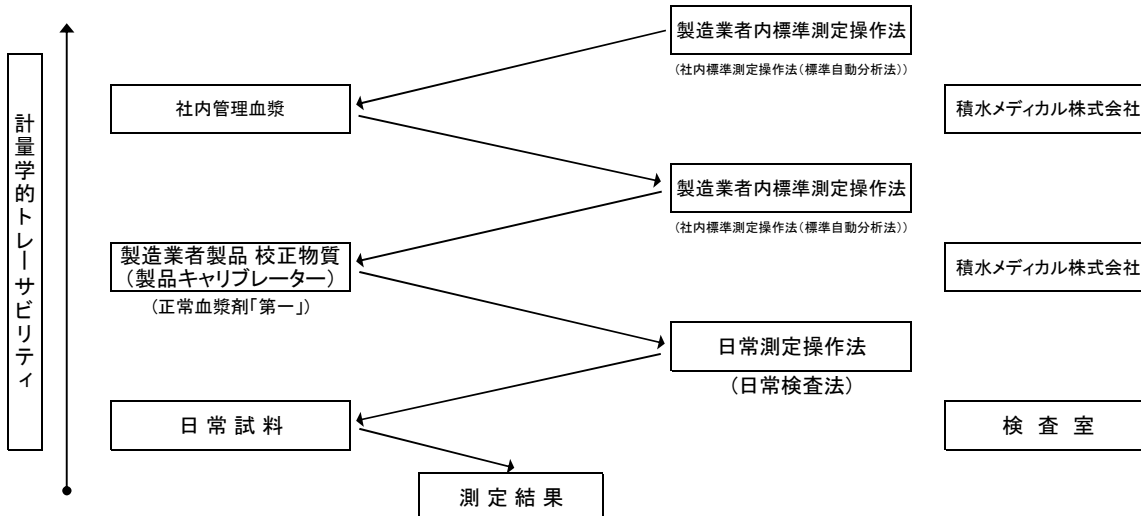 製造業者内標準測定操作法
(社内標準測定操作法(標準自動分析法))
社内管理血漿
積水メディカル株式会社
計量学的トレーサビリティ
製造業者内標準測定操作法
(社内標準測定操作法(標準自動分析法))
製造業者製品 校正物質
(製品キャリブレーター)
(正常血漿剤「第一」)
積水メディカル株式会社
日常測定操作法
(日常検査法)
日 常 試 料
検 査 室
測 定 結 果